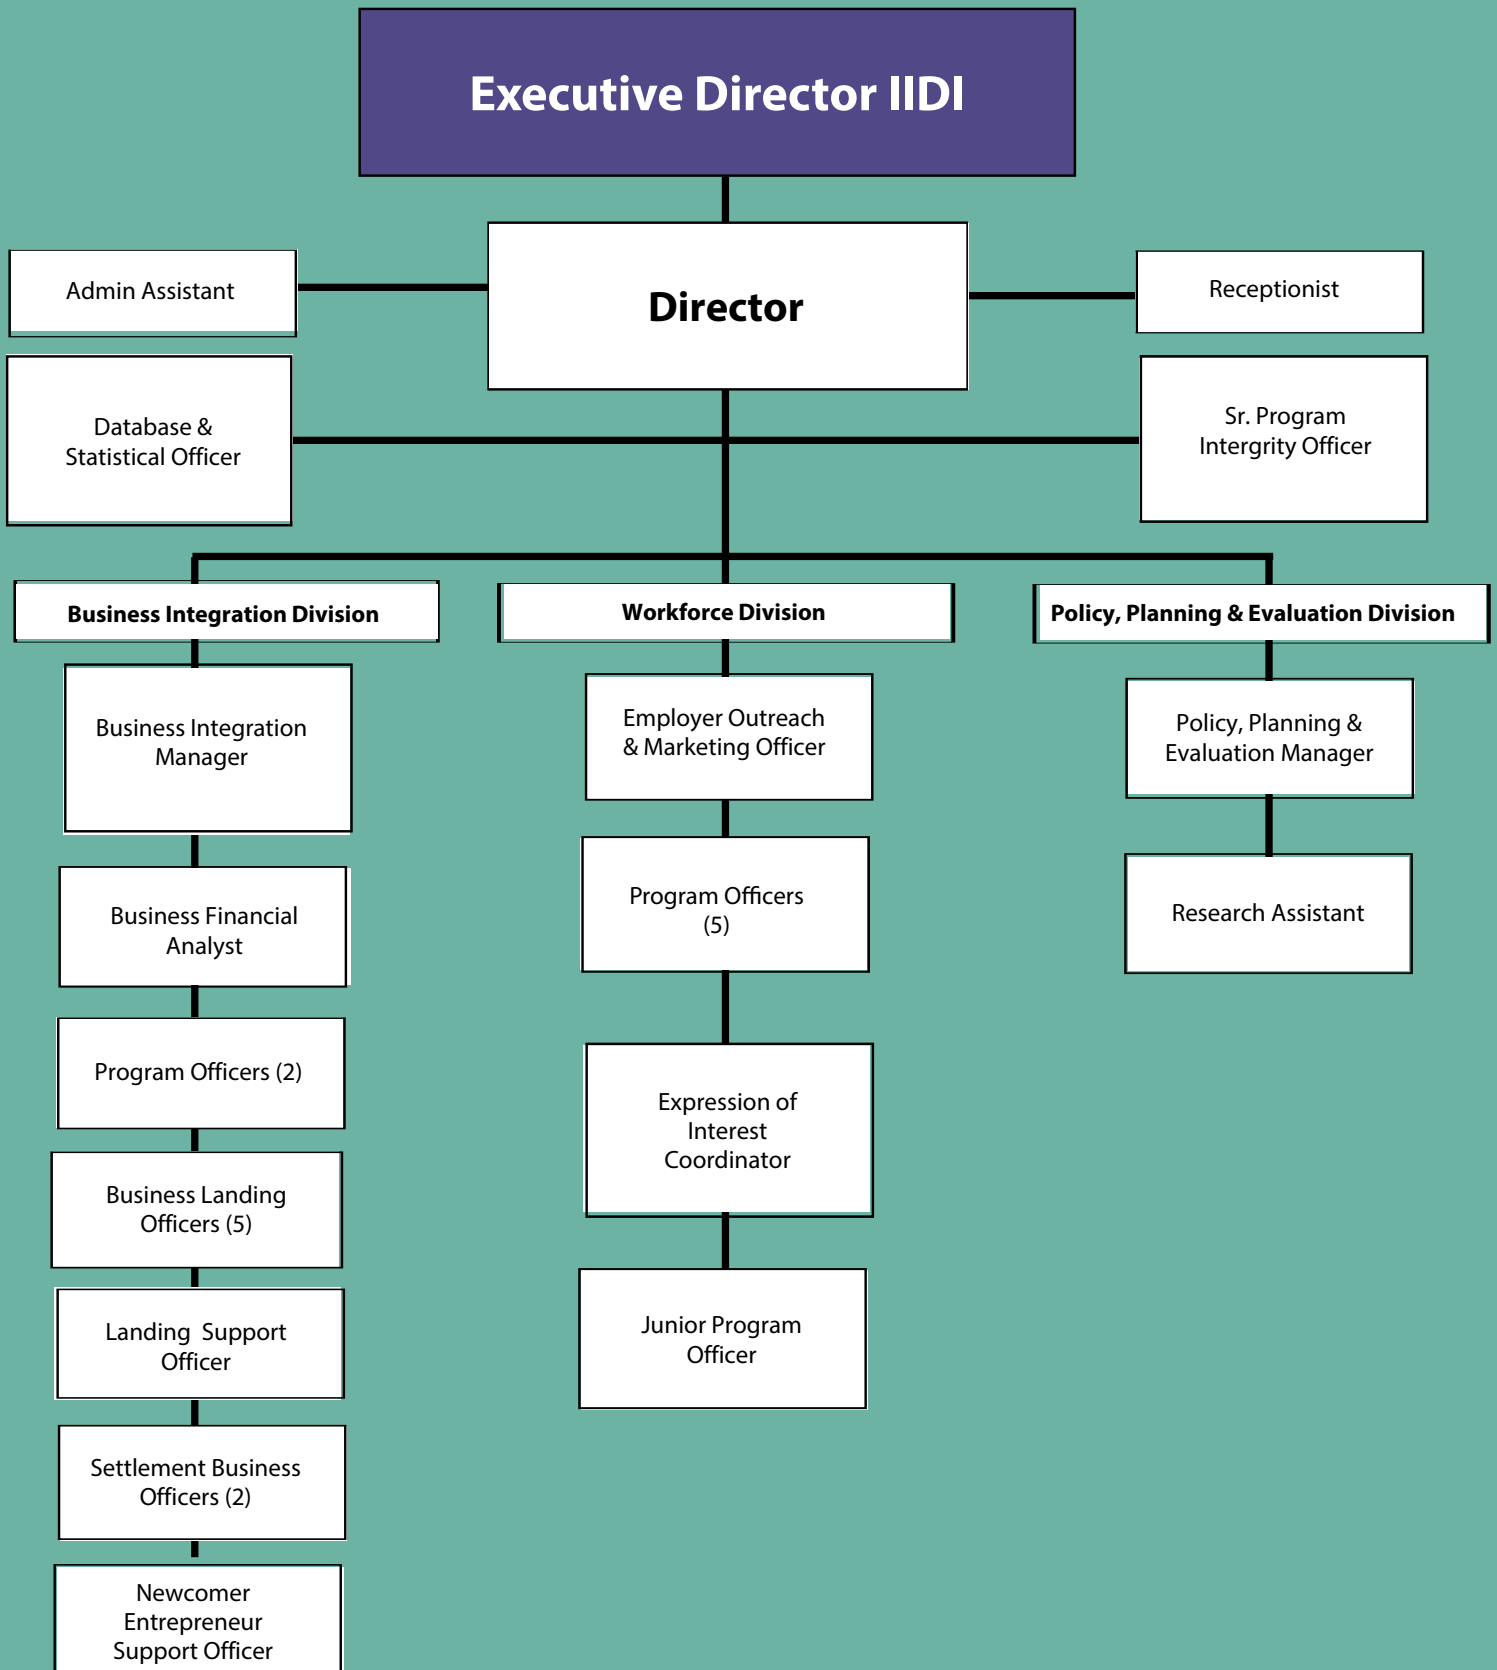 Executive Director IIDI
Admin Assistant
Director
Receptionist
Database &
Statistical Officer
Sr. Program
Intergrity Officer
Business Integration Division
Business Integration
Manager
Business Financial
Analyst
Program Officers (2)
Business Landing
Officers (5)
Landing Support
Officer
Settlement Business
Officers (2)
Newcomer
Entrepreneur
Support Officer
Workforce Division
Employer Outreach
& Marketing Officer
Program Officers
(5)
Expression of
Interest
Coordinator
Junior Program
Officer
Policy, Planning & Evaluation Division
Policy, Planning &
Evaluation Manager
Research Assistant